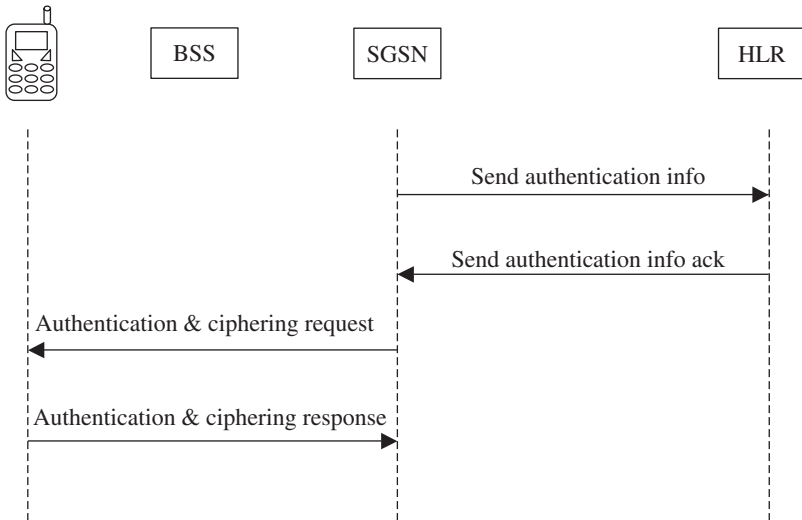 BSS
SGSN
HLR
Send authentication info
Send authentication info ack
Authentication & ciphering request
Authentication & ciphering response